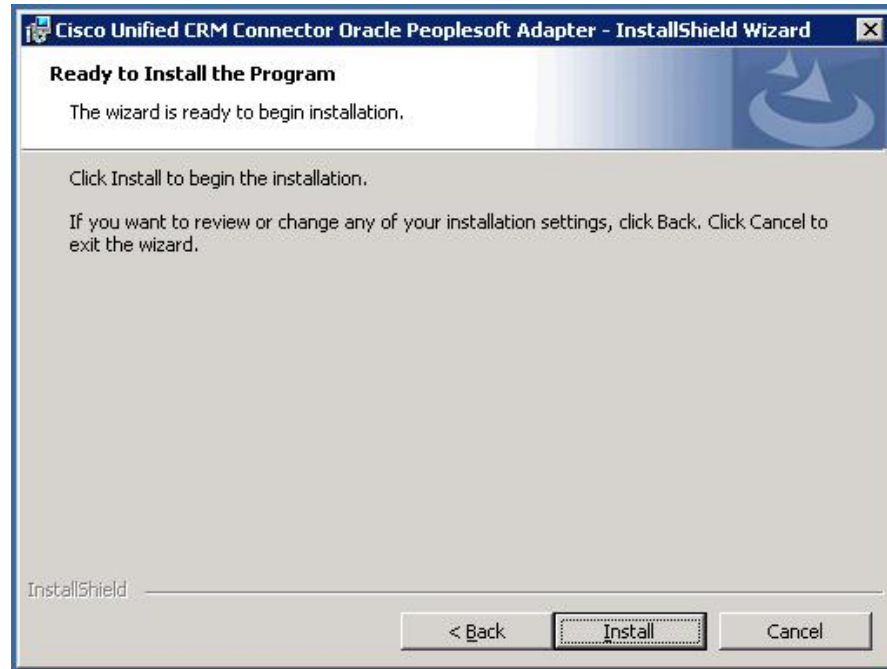 Cisco Unified CRM Connector Oracle Peoplesoft Adapter - InstallShield Wizard
Ready to Install the Program
The wizard is ready to begin installation.
Click Install to begin the installation.
If you want to review or change any of your installation settings, click Back. Click Cancel to
exit the wizard.
InstallShield
< Back
Install
Cancel